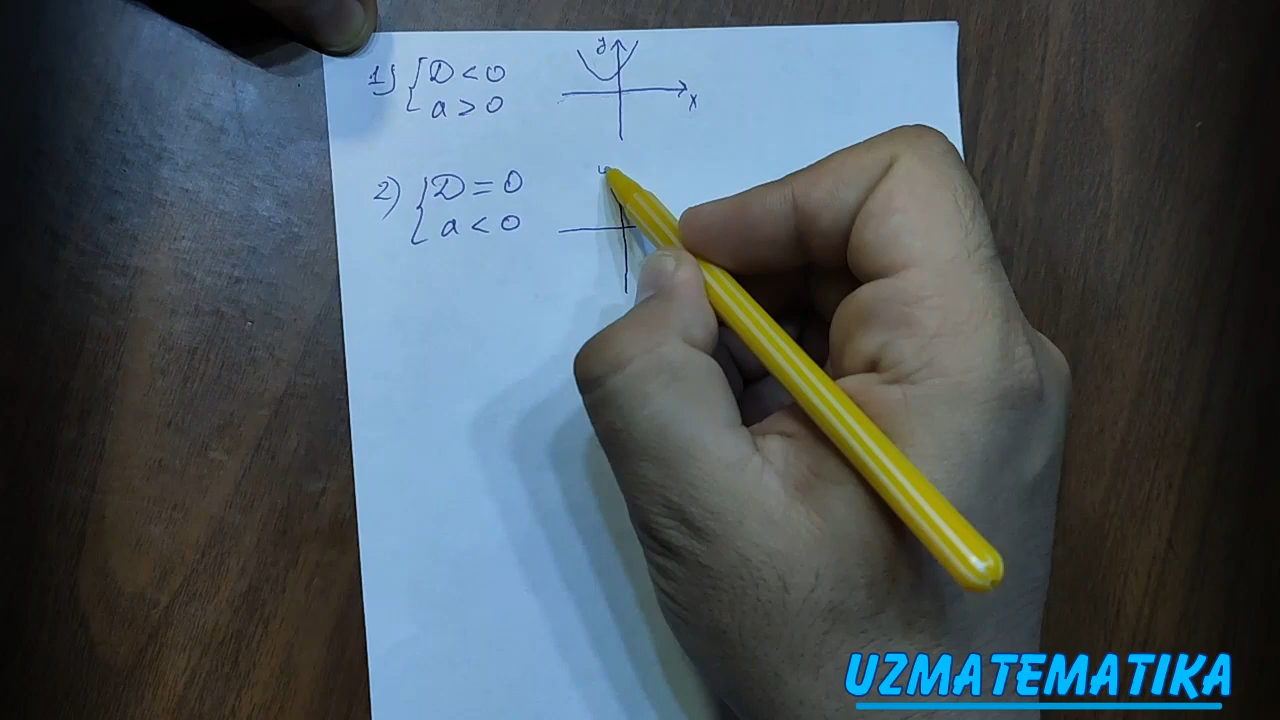 1) { D < 0
a > 0
y
x
2) { D = 0
a < 0
UZMATEMATIKA